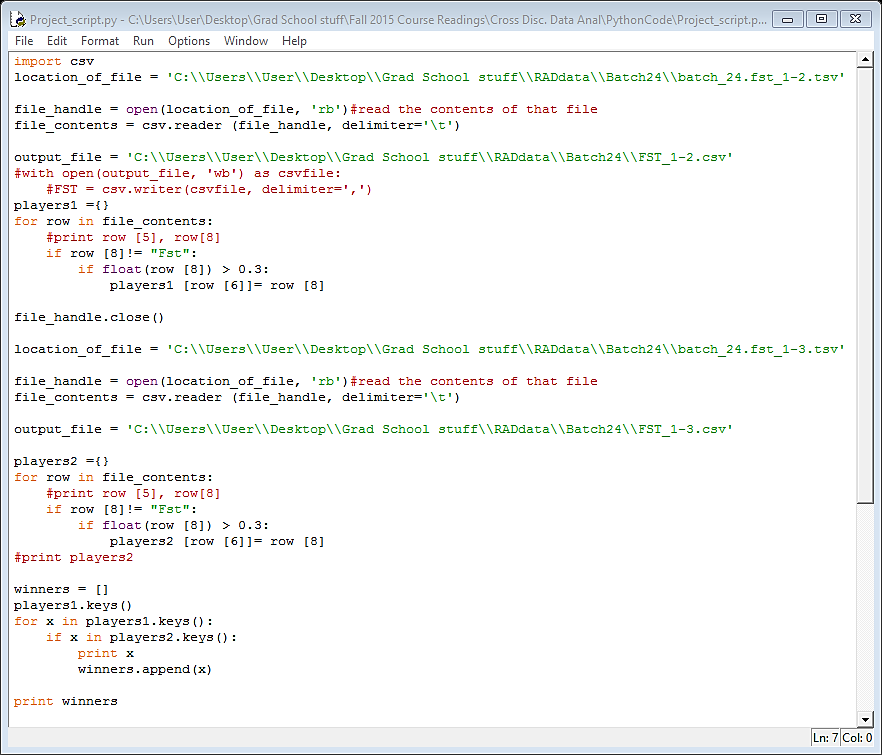 Project_script.py - C:\Users\User\Desktop\Grad School stuff\Fall 2015 Course Readings\Cross Disc. Data Anal\PythonCode\Project_script.p...
File Edit Format Run Options Window Help
import csv
location_of_file = 'C:\\Users\\User\\Desktop\\Grad School stuff\\RADdata\\Batch24\\batch_24.fst_1-2.tsv'

file_handle = open(location_of_file, 'rb')#read the contents of that file
file_contents = csv.reader (file_handle, delimiter='\t')

output_file = 'C:\\Users\\User\\Desktop\\Grad School stuff\\RADdata\\Batch24\\FST_1-2.csv'
#with open(output_file, 'wb') as csvfile:
    #FST = csv.writer(csvfile, delimiter=',')
players1 ={}
for row in file_contents:
    #print row [5], row[8]
    if row [8]!= "Fst":
        if float(row [8]) > 0.3:
            players1 [row [6]]= row [8]

file_handle.close()

location_of_file = 'C:\\Users\\User\\Desktop\\Grad School stuff\\RADdata\\Batch24\\batch_24.fst_1-3.tsv'

file_handle = open(location_of_file, 'rb')#read the contents of that file
file_contents = csv.reader (file_handle, delimiter='\t')

output_file = 'C:\\Users\\User\\Desktop\\Grad School stuff\\RADdata\\Batch24\\FST_1-3.csv'

players2 ={}
for row in file_contents:
    #print row [5], row[8]
    if row [8]!= "Fst":
        if float(row [8]) > 0.3:
            players2 [row [6]]= row [8]
#print players2

winners = []
players1.keys()
for x in players1.keys():
    if x in players2.keys():
        print x
        winners.append(x)

print winners
Ln: 7 Col: 0